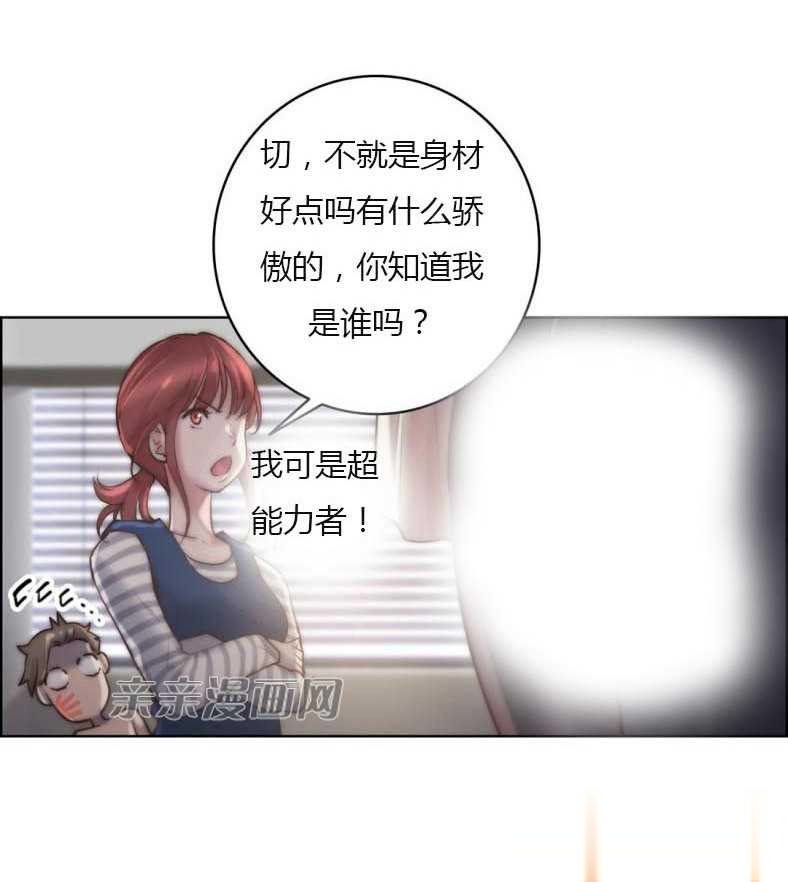 切，不就是身材
好点吗有什么骄
傲的，你知道我
是谁吗？
我可是超
能力者！
亲亲漫画网